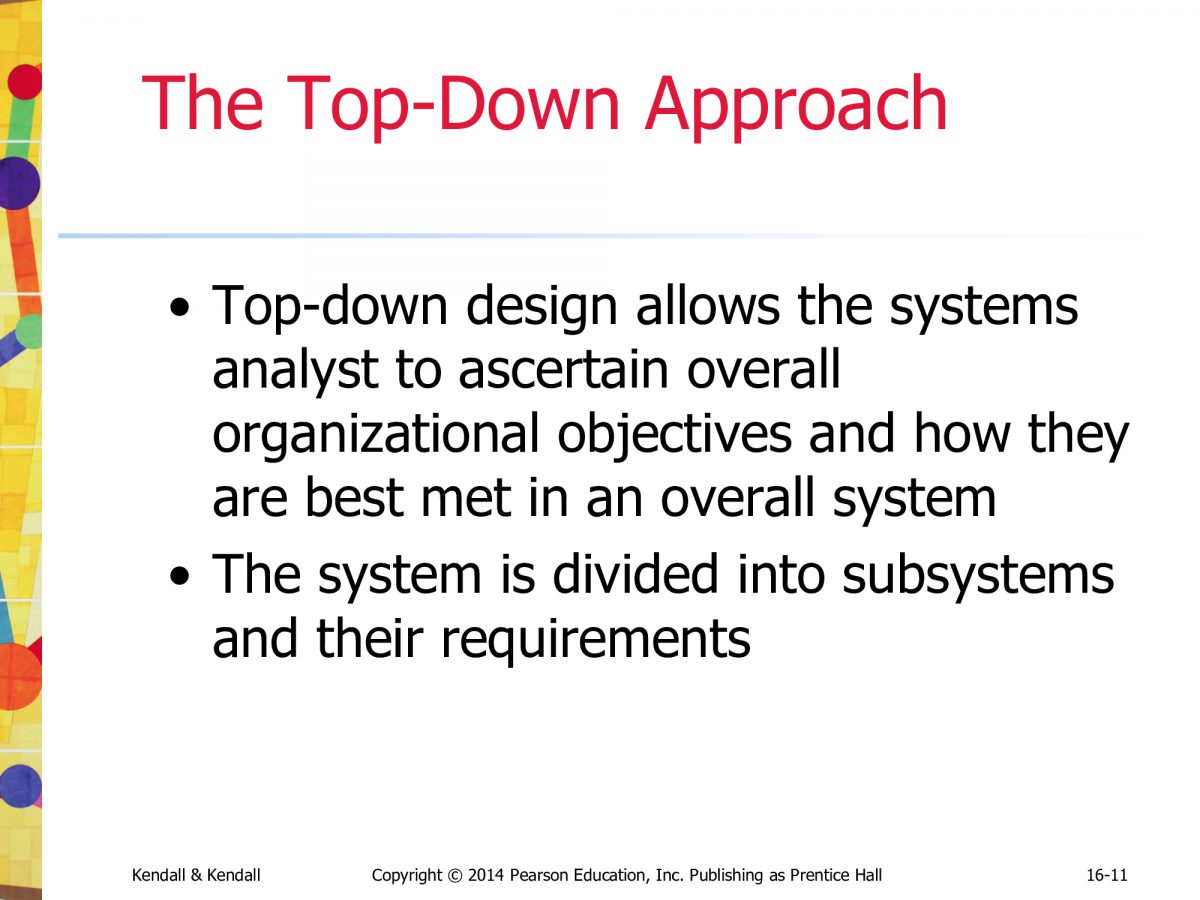 The Top-Down Approach
• Top-down design allows the systems
analyst to ascertain overall
organizational objectives and how they
are best met in an overall system
• The system is divided into subsystems
and their requirements
Kendall & Kendall Copyright © 2014 Pearson Education, Inc. Publishing as Prentice Hall 16-11